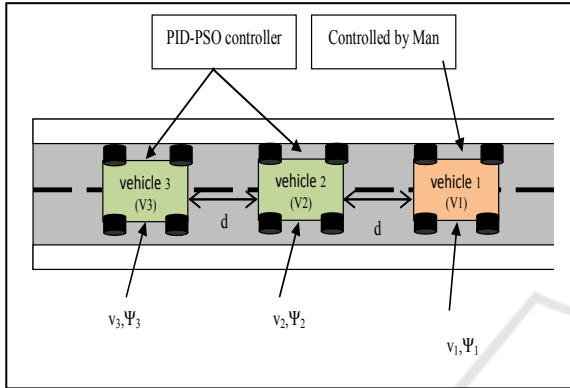 PID-PSO controller
Controlled by Man
vehicle 3
(V3)
vehicle 2
(V2)
vehicle 1
(V1)
d
d
v₃,Ψ₃
v₂,Ψ₂
v₁,Ψ₁